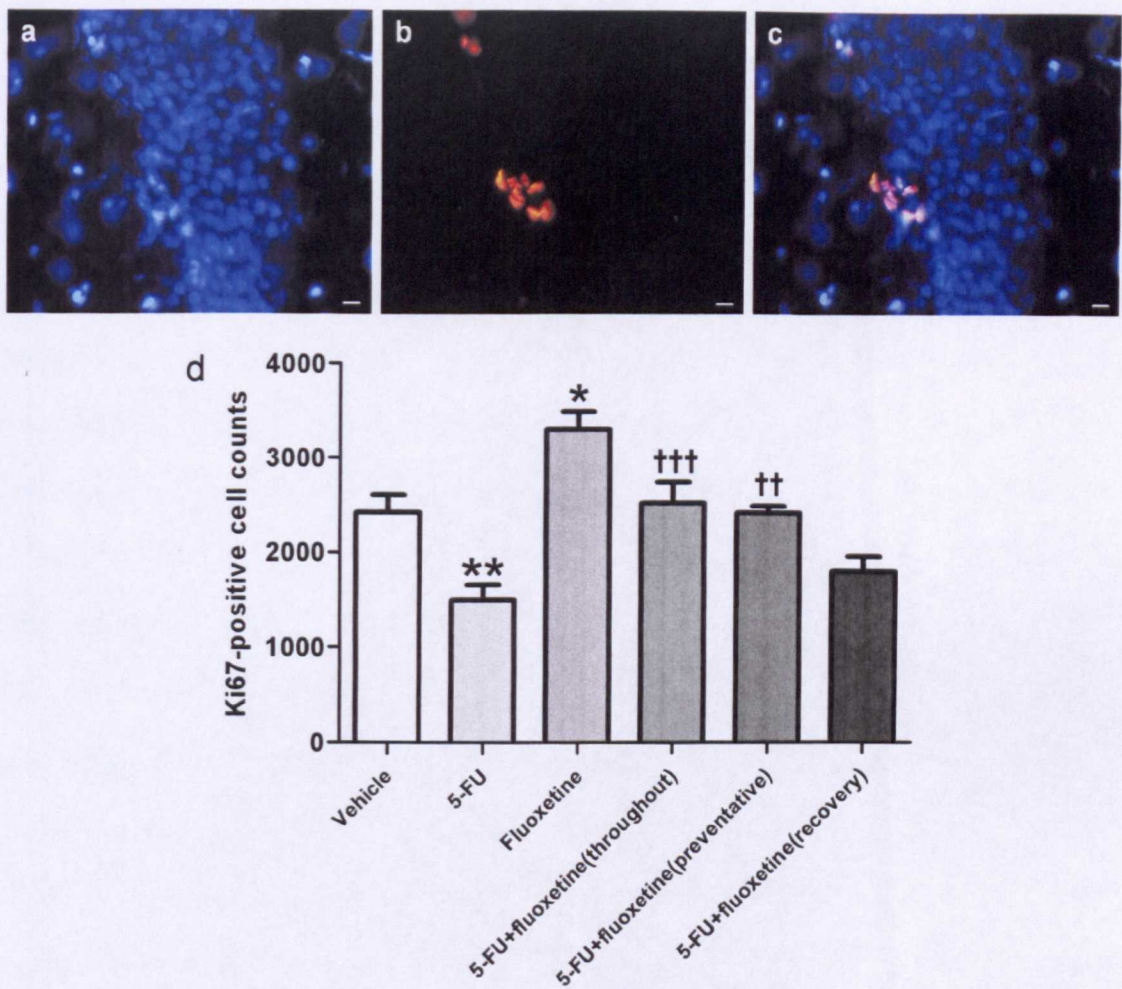 a
b
c
d
Ki67-positive cell counts
4000
3000
2000
1000
0
*
**
†††
††
Vehicle
5-FU
Fluoxetine
5-FU+fluoxetine(throughout)
5-FU+fluoxetine(preventative)
5-FU+fluoxetine(recovery)